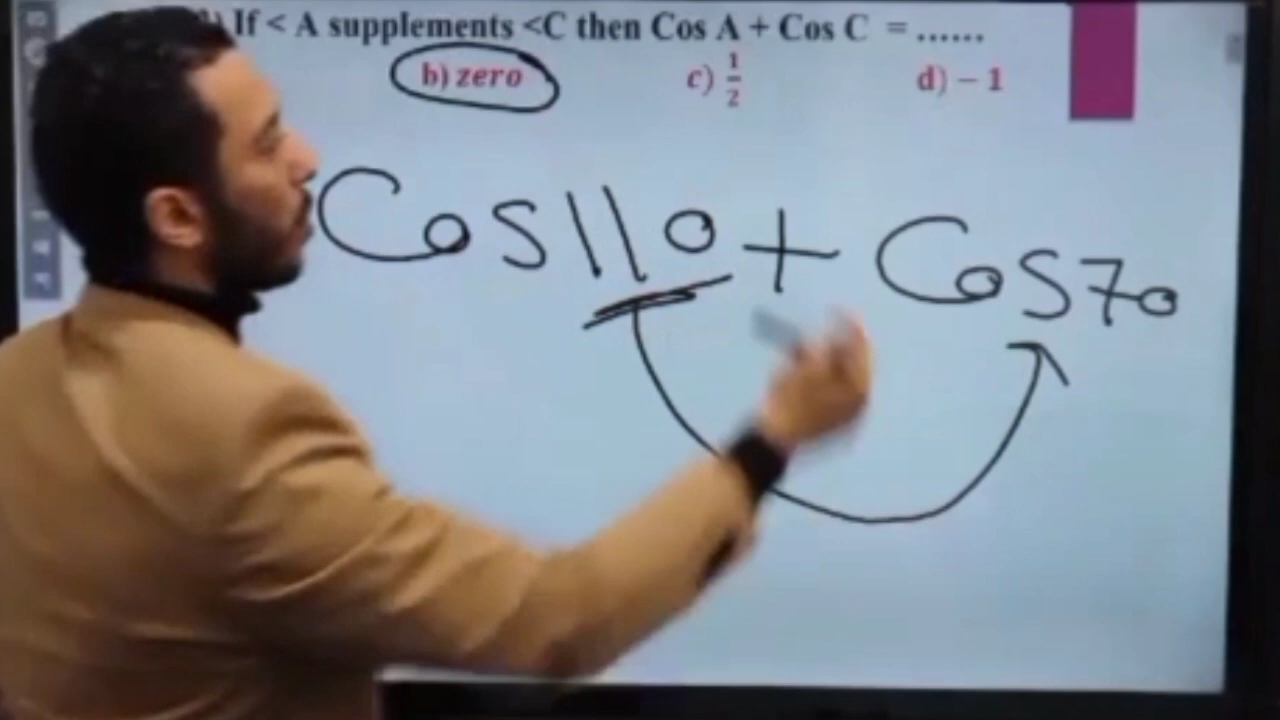 If < A supplements <C then Cos A + Cos C = ......
b) zero c) 1/2 d) – 1
Cos 110 + Cos 70